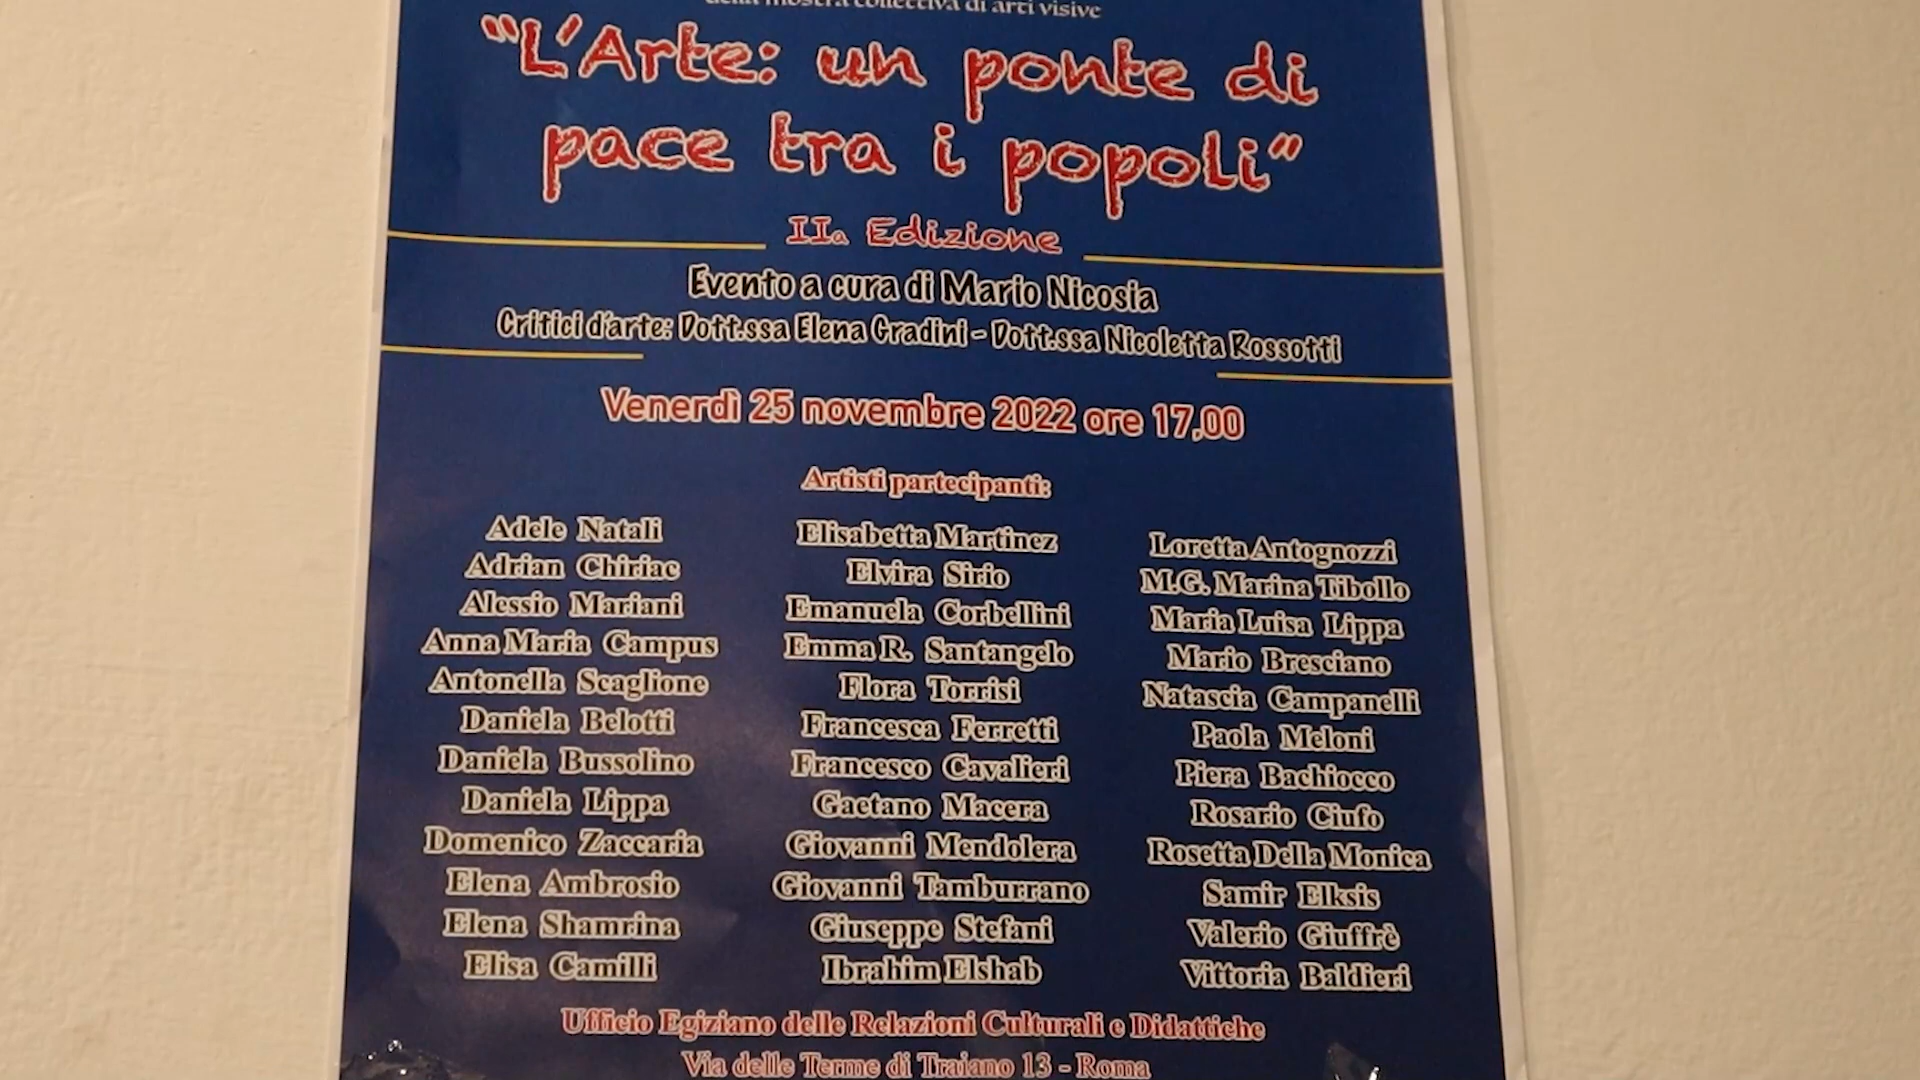 della mostra collettiva di arti visive
“L’Arte: un ponte di
pace tra i popoli”
IIa Edizione
Evento a cura di Mario Nicosia
Critici d’arte: Dott.ssa Elena Gradini - Dott.ssa Nicoletta Rossotti
Venerdì 25 novembre 2022 ore 17,00
Artisti partecipanti:
Adele Natali
Adrian Chiriac
Alessio Mariani
Anna Maria Campus
Antonella Scaglione
Daniela Belotti
Daniela Bussolino
Daniela Lippa
Domenico Zaccaria
Elena Ambrosio
Elena Shamrina
Elisa Camilli
Elisabetta Martinez
Elvira Sirio
Emanuela Corbellini
Emma R. Santangelo
Flora Torrisi
Francesca Ferretti
Francesco Cavalieri
Gaetano Macera
Giovanni Mendolera
Giovanni Tamburrano
Giuseppe Stefani
Ibrahim Elshab
Loretta Antognozzi
M.G. Marina Tibollo
Maria Luisa Lippa
Mario Bresciano
Natascia Campanelli
Paola Meloni
Piera Bachiocco
Rosario Ciufo
Rosetta Della Monica
Samir Elksis
Valerio Giuffrè
Vittoria Baldieri
Ufficio Egiziano delle Relazioni Culturali e Didattiche
Via delle Terme di Traiano 13 - Roma